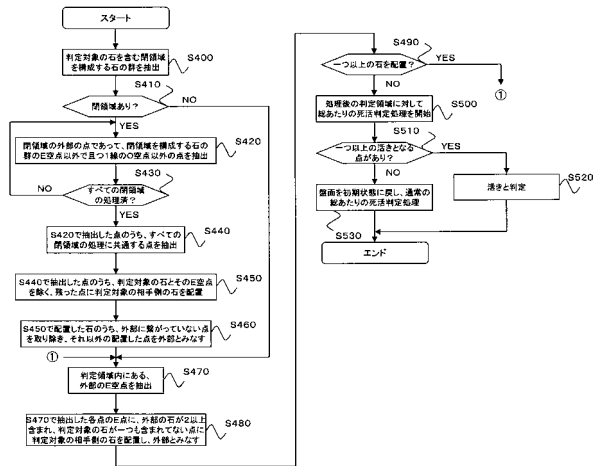 スタート
判定対象の石を含む閉領域
を構成する石の群を抽出
S400
S410
閉領域あり?
NO
YES
閉領域の外部の点であって、閉領域を構成する石の
群のE空点以外で且つ1線のO空点以外の点を抽出
S420
S430
すべての閉領域
の処理済?
NO
YES
S420で抽出した点のうち、すべての
閉領域の処理に共通する点を抽出
S440
S440で抽出した点のうち、判定対象の石とそのE空点
を除く、残った点に判定対象の相手側の石を配置
S450
S450で配置した石のうち、外部に繋がっていない点
を取り除き、それ以外の配置した点を外部とみなす
S460
①
判定領域内にある、
外部のE空点を抽出
S470
S470で抽出した各点のE点に、外部の石が2以上
含まれ、判定対象の石が一つも含まれてない点に
判定対象の相手側の石を配置し、外部とみなす
S480
S490
一つ以上の石を配置?
YES
①
NO
処理後の判定領域に対して
総あたりの死活判定処理を開始
S500
S510
一つ以上の活きとなる
点があり?
YES
活きと判定
S520
NO
盤面を初期状態に戻し、通常の
総あたりの死活判定処理
S530
エンド